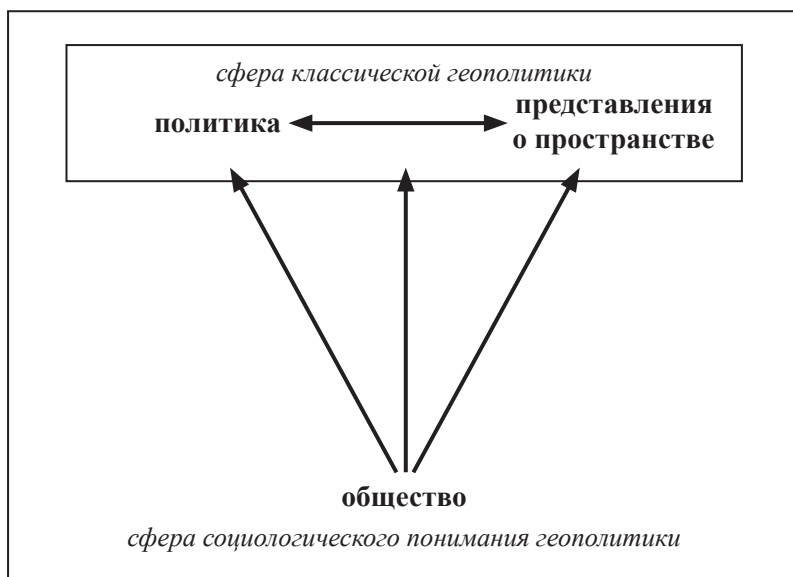 сфера классической геополитики
политика
представления
о пространстве
общество
сфера социологического понимания геополитики